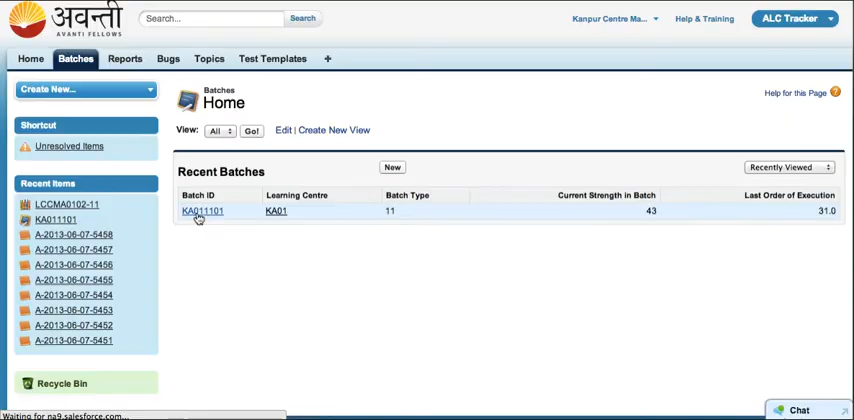 अवन्ती
AVANTI FELLOWS
Search...
Search
Kanpur Centre Ma...
Help & Training
ALC Tracker
Home
Batches
Reports
Bugs
Topics
Test Templates
+
Create New...
Shortcut
Unresolved Items
Recent Items
LCCMA0102-11
KA011101
A-2013-06-07-5458
A-2013-06-07-5457
A-2013-06-07-5456
A-2013-06-07-5455
A-2013-06-07-5454
A-2013-06-07-5453
A-2013-06-07-5452
A-2013-06-07-5451
Recycle Bin
Batches
Home
Help for this Page ?
View: All Go! Edit | Create New View
Recent Batches New Recently Viewed
Batch ID Learning Centre Batch Type Current Strength in Batch Last Order of Execution
KA011101 KA01 11 43 31.0
Waiting for na9.salesforce.com...
Chat